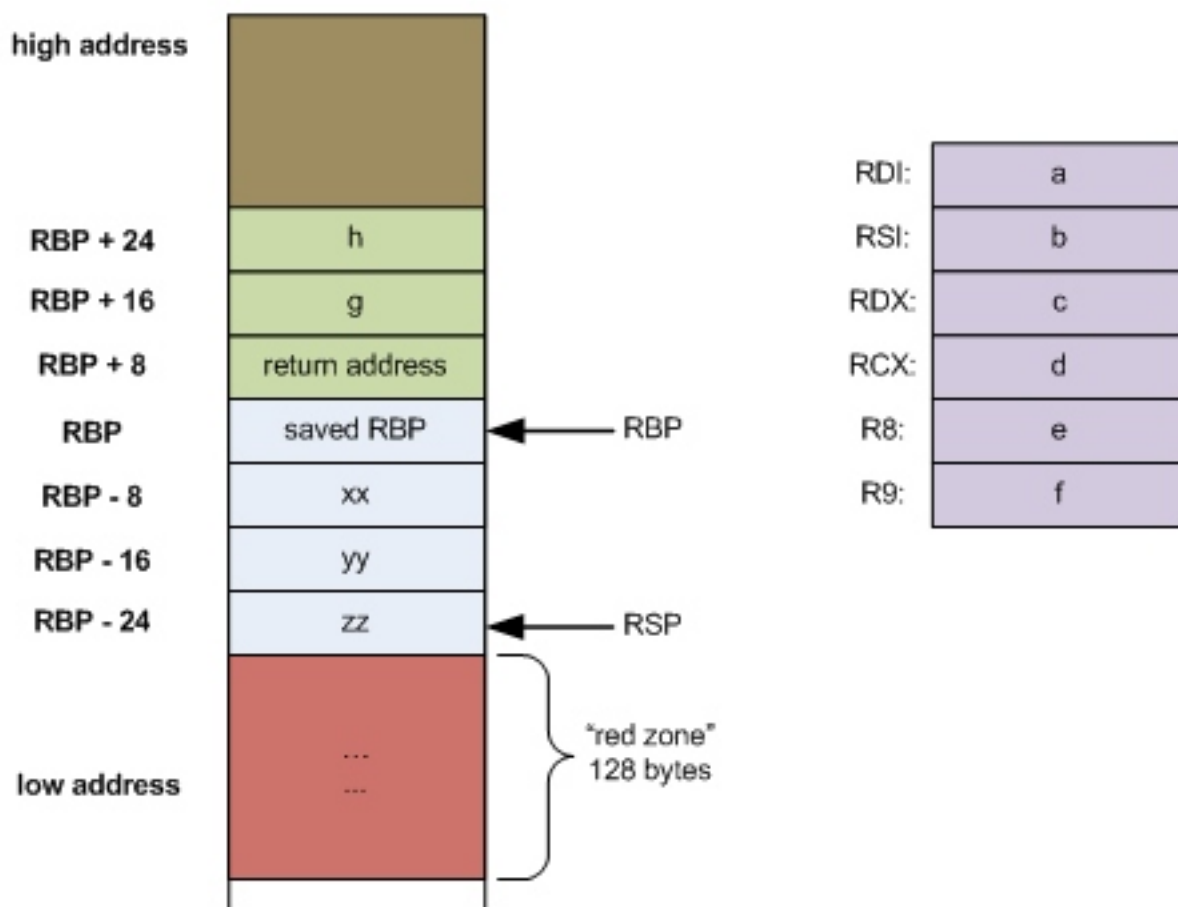 high address
RBP + 24
h
RBP + 16
g
RBP + 8
return address
RBP
saved RBP
RBP
RBP - 8
xx
RBP - 16
yy
RBP - 24
zz
RSP
...
...
low address
"red zone"
128 bytes
RDI:
a
RSI:
b
RDX:
c
RCX:
d
R8:
e
R9:
f